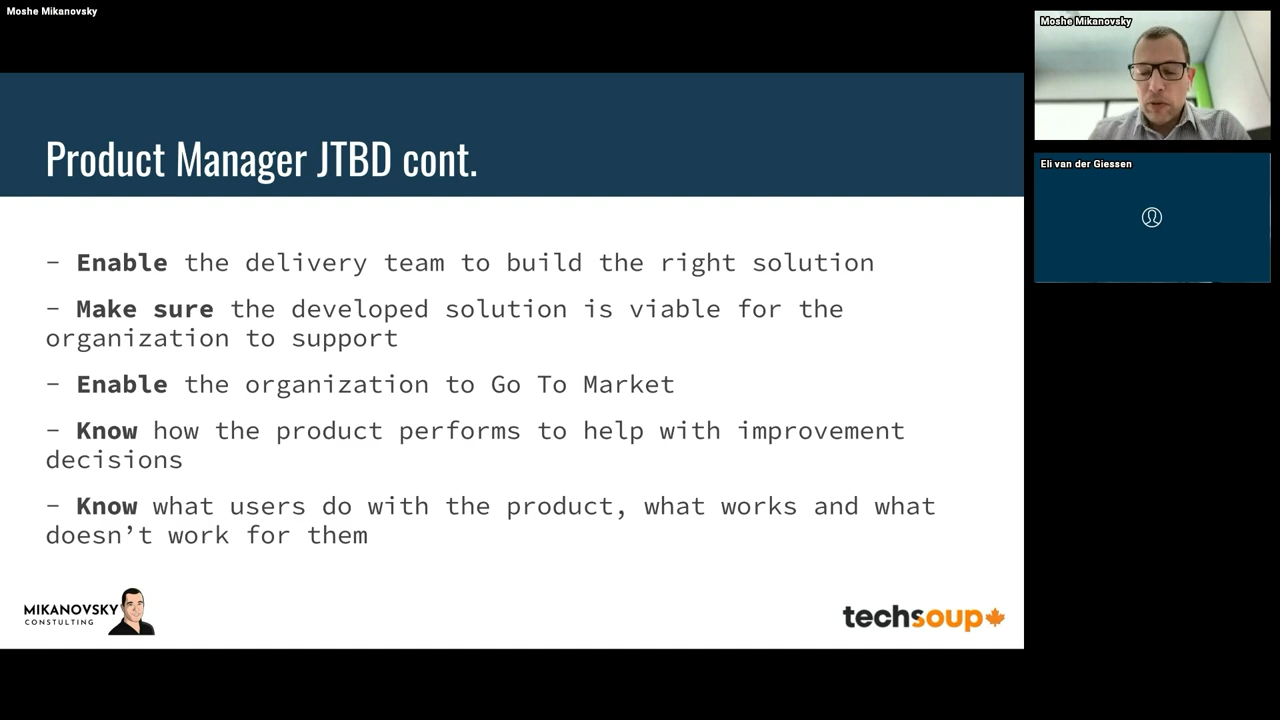 Moshe Mikanovsky
Moshe Mikanovsky
Eli van der Giessen
Product Manager JTBD cont.
- Enable the delivery team to build the right solution
- Make sure the developed solution is viable for the
organization to support
- Enable the organization to Go To Market
- Know how the product performs to help with improvement
decisions
- Know what users do with the product, what works and what
doesn’t work for them
MIKANOVSKY
CONSTULTING
techsoup